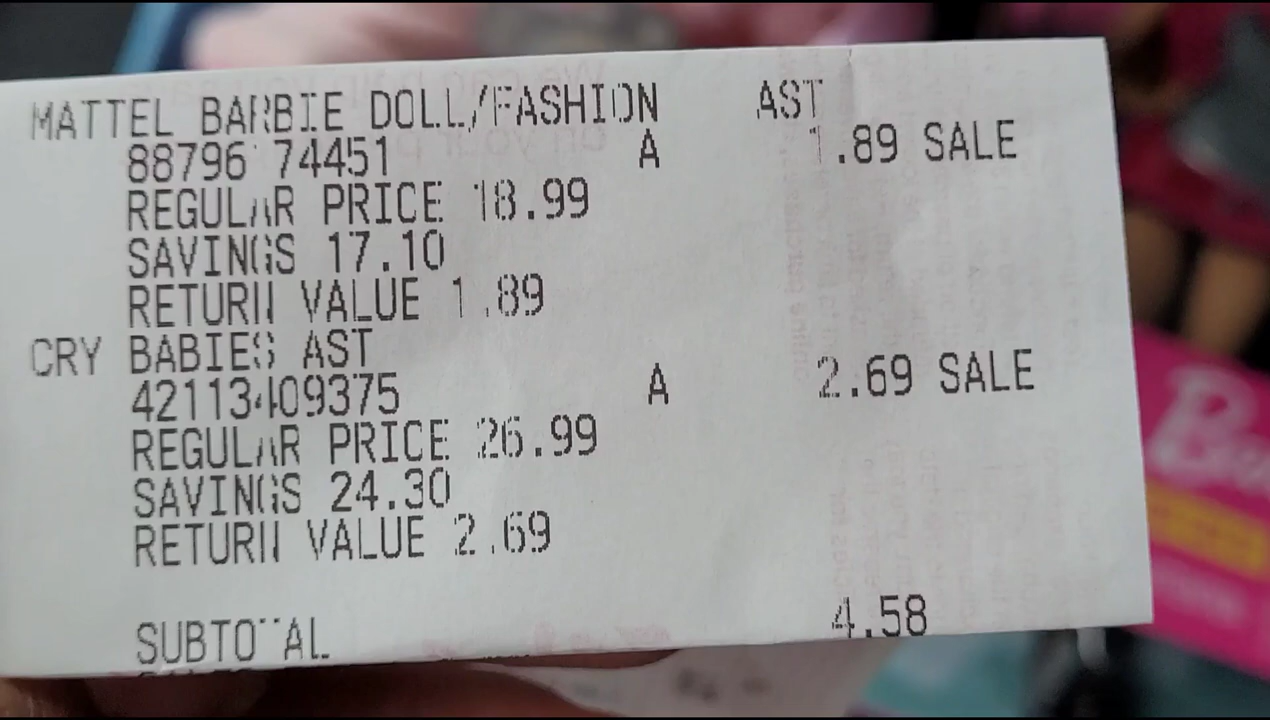 MATTEL BARBIE DOLL/FASHION AST
88796 74451 A 1.89 SALE
REGULAR PRICE 18.99
SAVINGS 17.10
RETURN VALUE 1.89
CRY BABIES AST
42113409375 A 2.69 SALE
REGULAR PRICE 26.99
SAVINGS 24.30
RETURN VALUE 2.69
SUBTOTAL 4.58